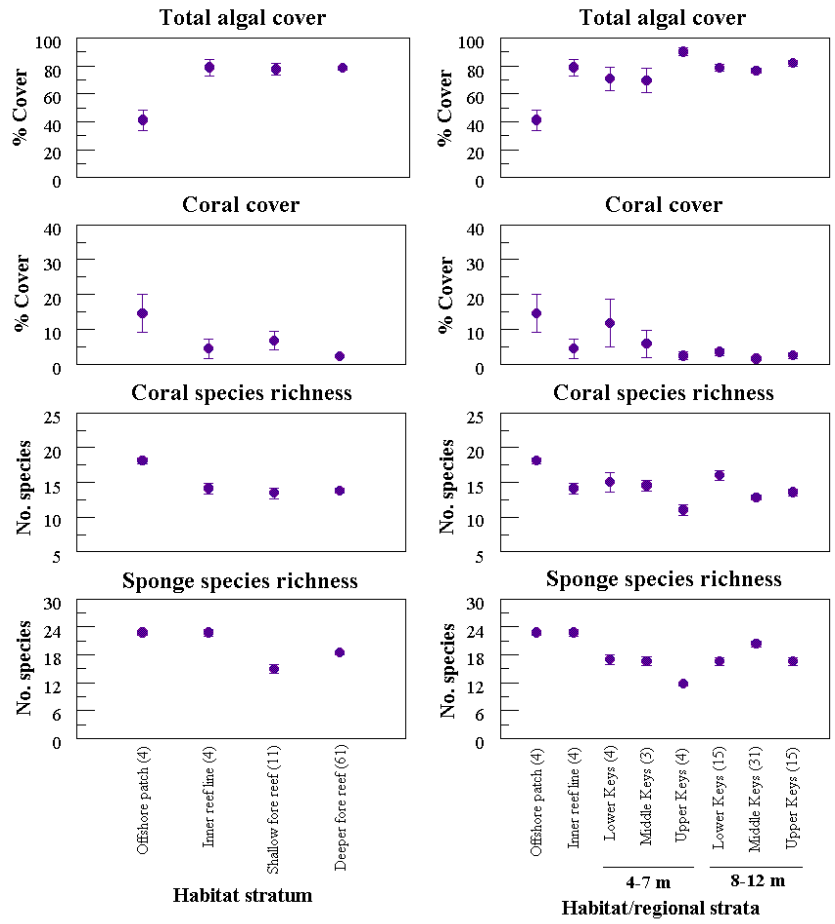 Total algal cover
% Cover
100
80
60
40
20
0
Coral cover
% Cover
40
30
20
10
0
Coral species richness
No. species
25
20
15
10
5
Sponge species richness
No. species
30
24
18
12
6
0
Offshore patch (4)
Inner reef line (4)
Shallow fore reef (11)
Deeper fore reef (61)
Habitat stratum
Total algal cover
% Cover
100
80
60
40
20
0
Coral cover
% Cover
40
30
20
10
0
Coral species richness
No. species
25
20
15
10
5
Sponge species richness
No. species
30
24
18
12
6
0
Offshore patch (4)
Inner reef line (4)
Lower Keys (4)
Middle Keys (3)
Upper Keys (4)
Lower Keys (15)
Middle Keys (31)
Upper Keys (15)
4-7 m
8-12 m
Habitat/regional strata